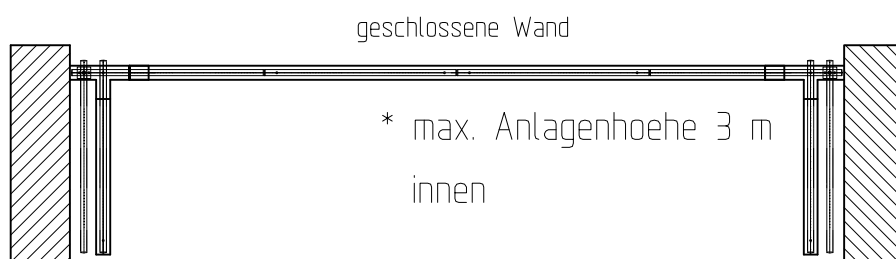 geschlossene Wand
* max. Anlagenhoehe 3 m
innen